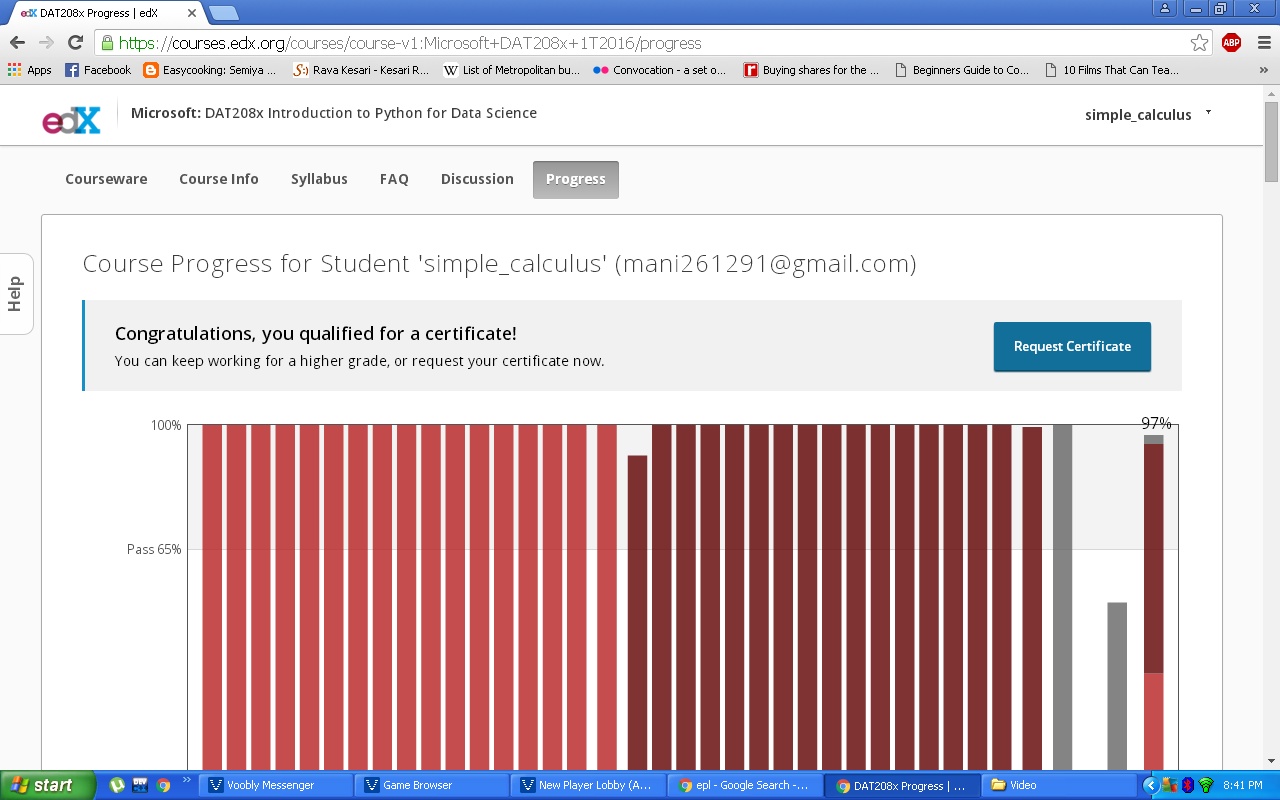 edX DAT208x Progress | edX
https://courses.edx.org/courses/course-v1:Microsoft+DAT208x+1T2016/progress
ABP
Apps Facebook Easycooking: Semiya ... Rava Kesari - Kesari R... List of Metropolitan bu... Convocation - a set o... Buying shares for the ... Beginners Guide to Co... 10 Films That Can Tea... »
edX Microsoft: DAT208x Introduction to Python for Data Science simple_calculus
Courseware Course Info Syllabus FAQ Discussion Progress
Help
Course Progress for Student 'simple_calculus' (mani261291@gmail.com)
Congratulations, you qualified for a certificate!
You can keep working for a higher grade, or request your certificate now.
Request Certificate
97%
100%
Pass 65%
start DEV » Voobly Messenger Game Browser New Player Lobby (A... epl - Google Search -... DAT208x Progress | ... Video 8:41 PM